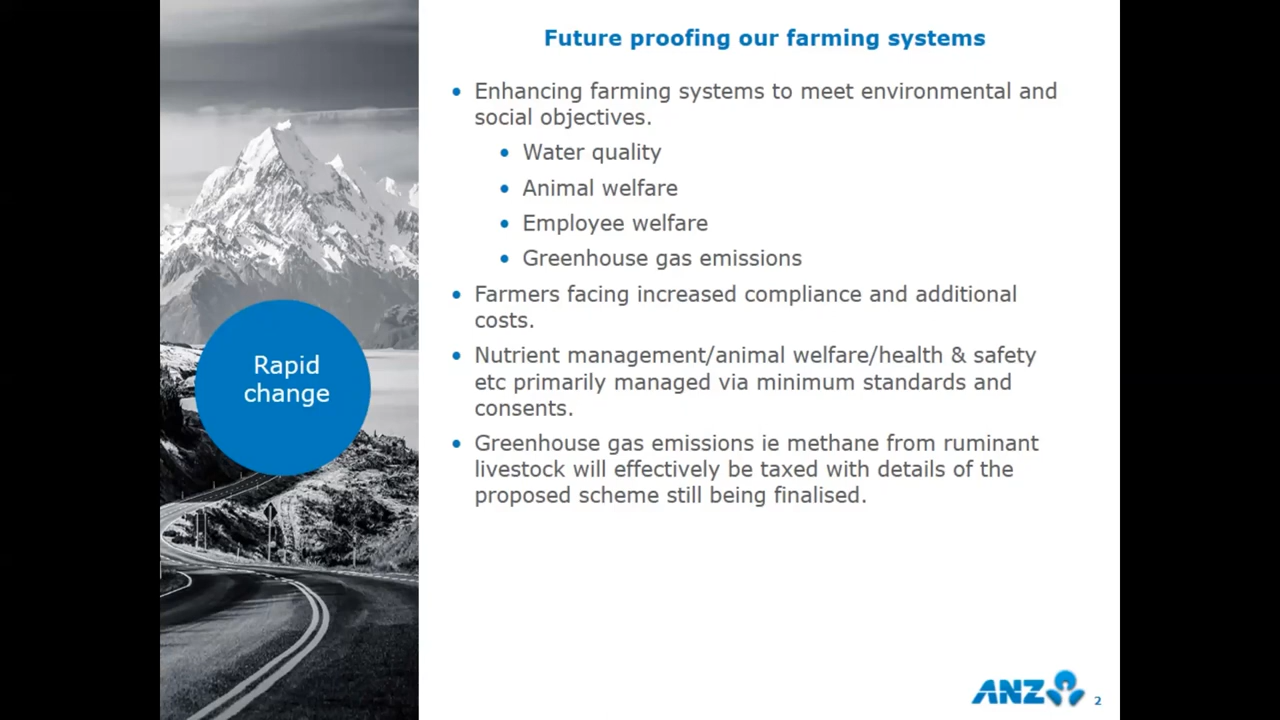 Future proofing our farming systems
• Enhancing farming systems to meet environmental and
social objectives.
• Water quality
• Animal welfare
• Employee welfare
• Greenhouse gas emissions
• Farmers facing increased compliance and additional
costs.
• Nutrient management/animal welfare/health & safety
etc primarily managed via minimum standards and
consents.
• Greenhouse gas emissions ie methane from ruminant
livestock will effectively be taxed with details of the
proposed scheme still being finalised.
Rapid
change
ANZ
2